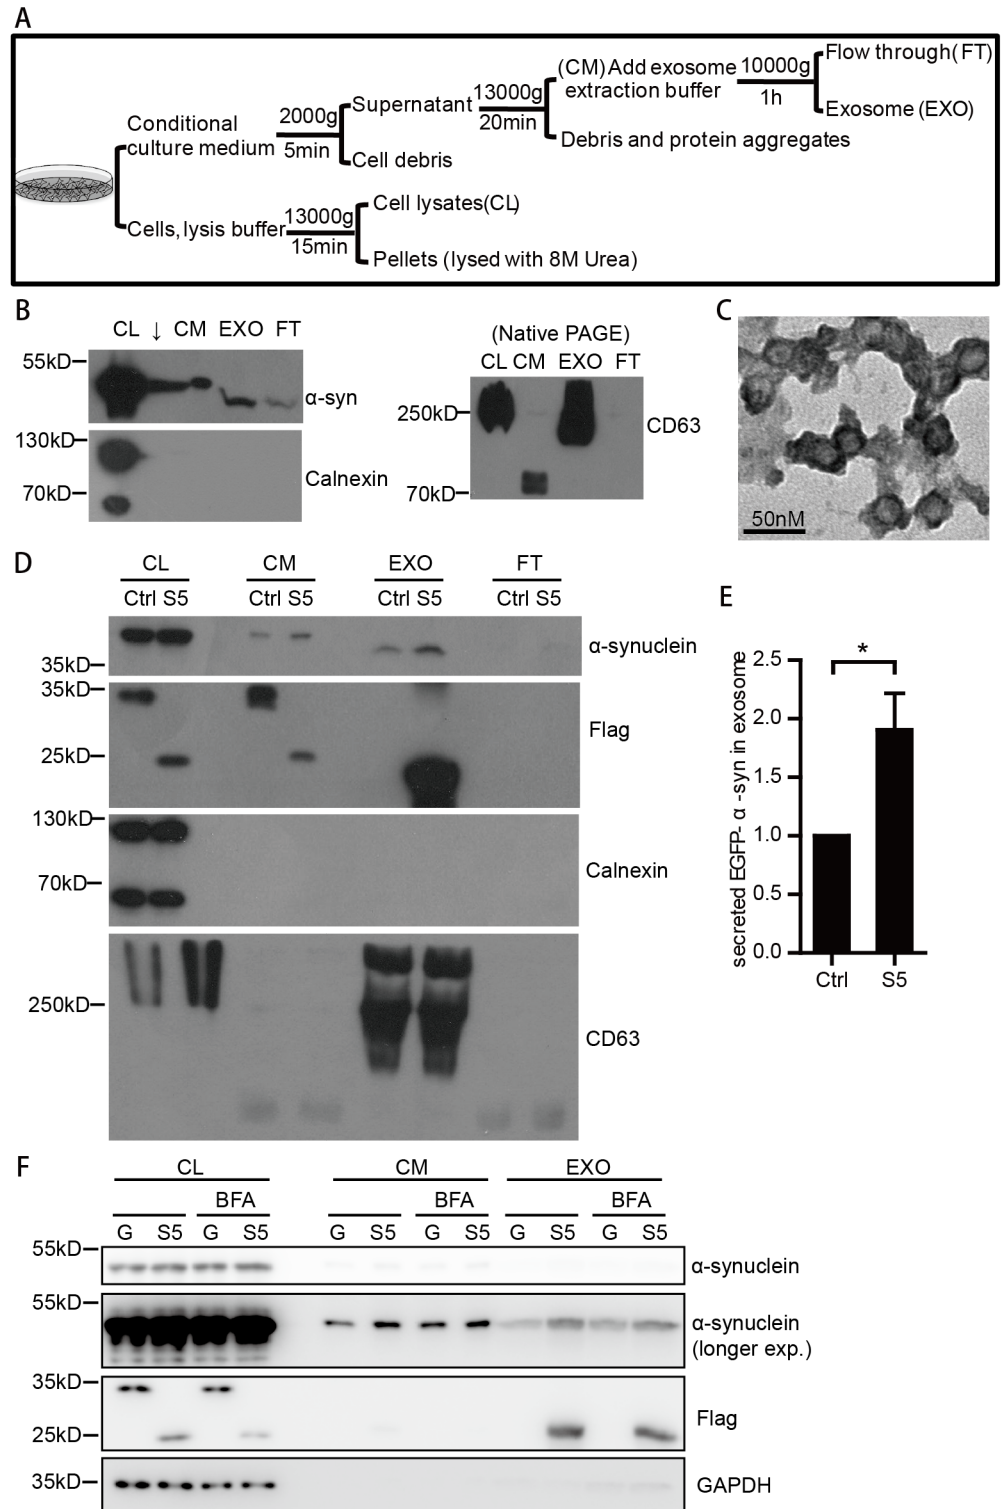 A
Conditional
culture medium
2000g
5min
Supernatant
Cell debris
13000g
20min
(CM)Add exosome
extraction buffer
Debris and protein aggregates
10000g
1h
Flow through(FT)
Exosome (EXO)
Cells, lysis buffer
13000g
15min
Cell lysates(CL)
Pellets (lysed with 8M Urea)
B
CL ↓ CM EXO FT
55kD
α-syn
130kD
70kD
Calnexin
(Native PAGE)
CL CM EXO FT
250kD
70kD
CD63
C
50nM
D
CL CM EXO FT
Ctrl S5 Ctrl S5 Ctrl S5 Ctrl S5
35kD
α-synuclein
35kD
25kD
Flag
130kD
70kD
Calnexin
250kD
CD63
E
secreted EGFP- α -syn in exosome
2.5
2.0
1.5
1.0
0.5
0.0
*
Ctrl S5
F
CL CM EXO
BFA BFA BFA
G S5 G S5 G S5 G S5 G S5 G S5
55kD
α-synuclein
55kD
α-synuclein
(longer exp.)
35kD
25kD
Flag
35kD
GAPDH